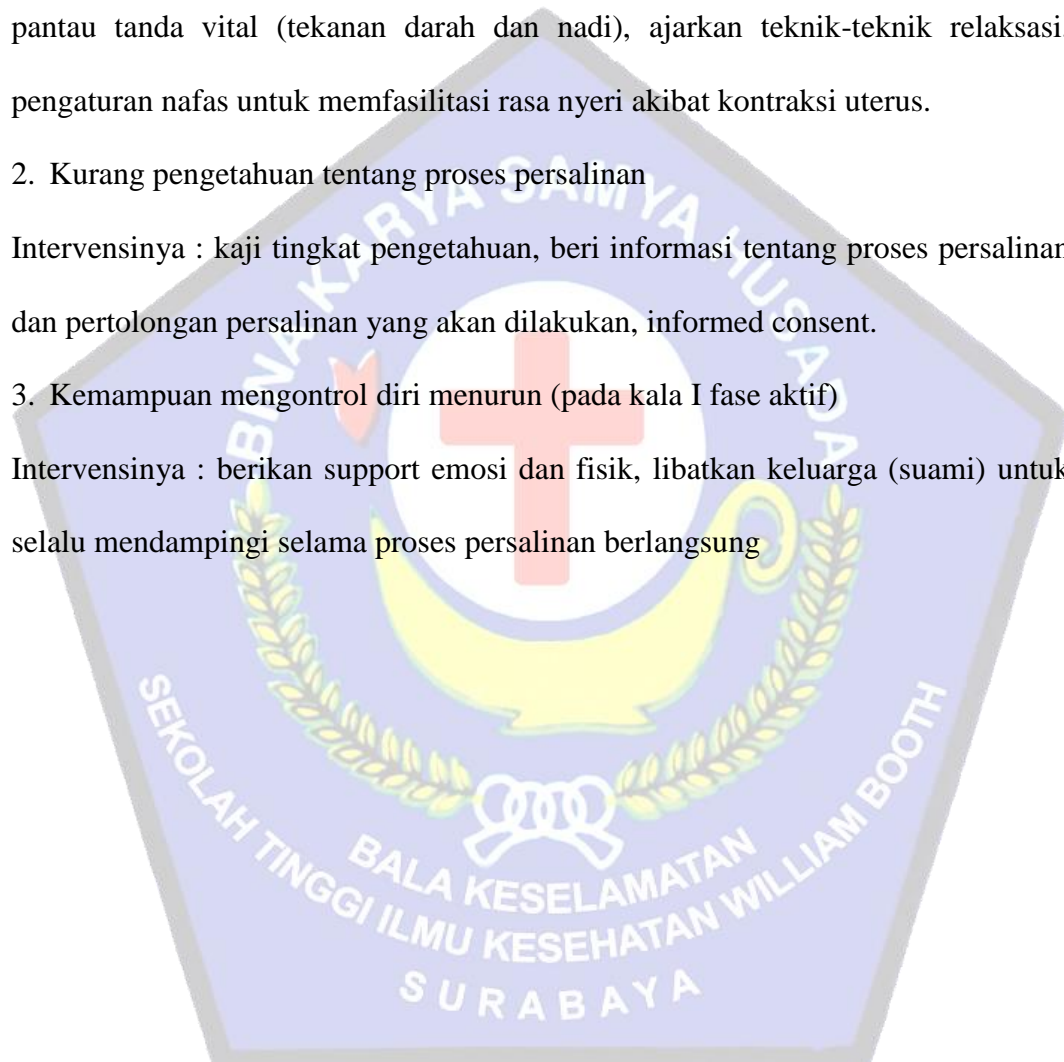 pantau tanda vital (tekanan darah dan nadi), ajarkan teknik-teknik relaksasi,
pengaturan nafas untuk memfasilitasi rasa nyeri akibat kontraksi uterus.
2. Kurang pengetahuan tentang proses persalinan
Intervensinya : kaji tingkat pengetahuan, beri informasi tentang proses persalinan
dan pertolongan persalinan yang akan dilakukan, informed consent.
3. Kemampuan mengontrol diri menurun (pada kala I fase aktif)
Intervensinya : berikan support emosi dan fisik, libatkan keluarga (suami) untuk
selalu mendampingi selama proses persalinan berlangsung
BINA KARYA SAMYA HUSADA
BALA KESELAMATAN
SEKOLAH TINGGI ILMU KESEHATAN WILLIAM BOOTH
SURABAYA